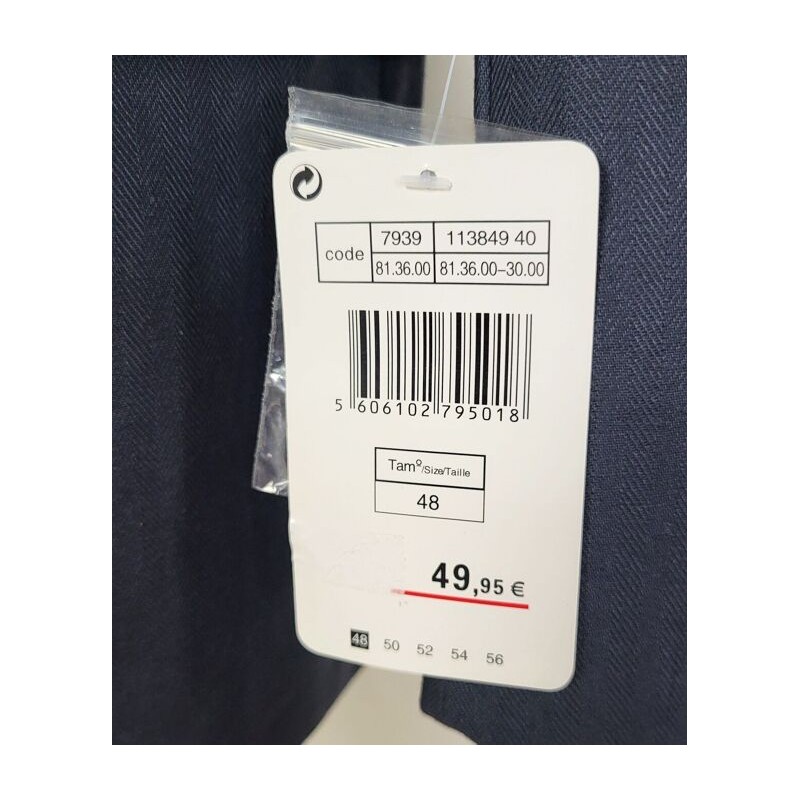 code 7939 113849 40
81.36.00 81.36.00-30.00
5 606102 795018
Tamº/Size/Taille
48
49,95 €
48 50 52 54 56